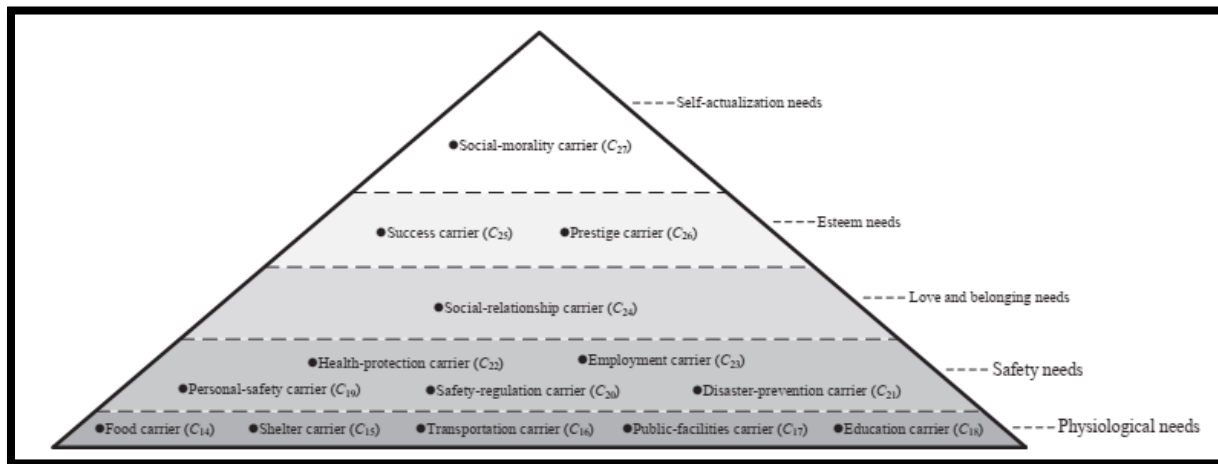 Self-actualization needs
●Social-morality carrier (C27)
Esteem needs
●Success carrier (C25) ●Prestige carrier (C26)
Love and belonging needs
●Social-relationship carrier (C24)
●Health-protection carrier (C22) ●Employment carrier (C23)
Safety needs
●Personal-safety carrier (C19) ●Safety-regulation carrier (C20) ●Disaster-prevention carrier (C21)
●Food carrier (C14) ●Shelter carrier (C15) ●Transportation carrier (C16) ●Public-facilities carrier (C17) ●Education carrier (C18) Physiological needs